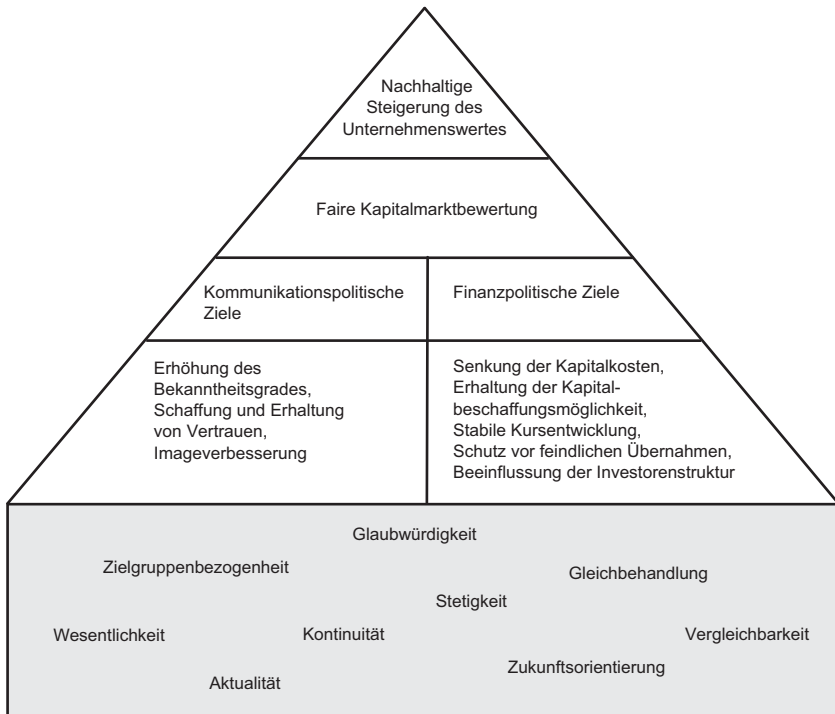 Nachhaltige
Steigerung des
Unternehmenswertes
Faire Kapitalmarktbewertung
Kommunikationspolitische
Ziele
Finanzpolitische Ziele
Erhöhung des
Bekanntheitsgrades,
Schaffung und Erhaltung
von Vertrauen,
Imageverbesserung
Senkung der Kapitalkosten,
Erhaltung der Kapital-
beschaffungsmöglichkeit,
Stabile Kursentwicklung,
Schutz vor feindlichen Übernahmen,
Beeinflussung der Investorenstruktur
Glaubwürdigkeit
Zielgruppenbezogenheit
Gleichbehandlung
Stetigkeit
Wesentlichkeit
Kontinuität
Vergleichbarkeit
Zukunftsorientierung
Aktualität